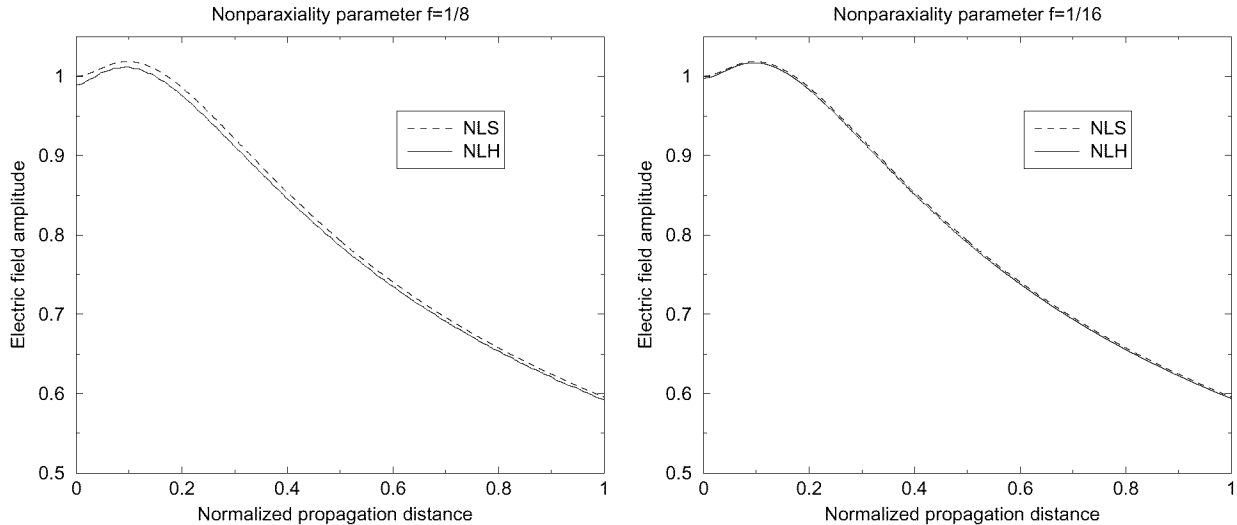 Nonparaxiality parameter f=1/8
1
0.9
0.8
0.7
0.6
0.5
Electric field amplitude
NLS
NLH
0
0.2
0.4
0.6
0.8
1
Normalized propagation distance
Nonparaxiality parameter f=1/16
1
0.9
0.8
0.7
0.6
0.5
Electric field amplitude
NLS
NLH
0
0.2
0.4
0.6
0.8
1
Normalized propagation distance